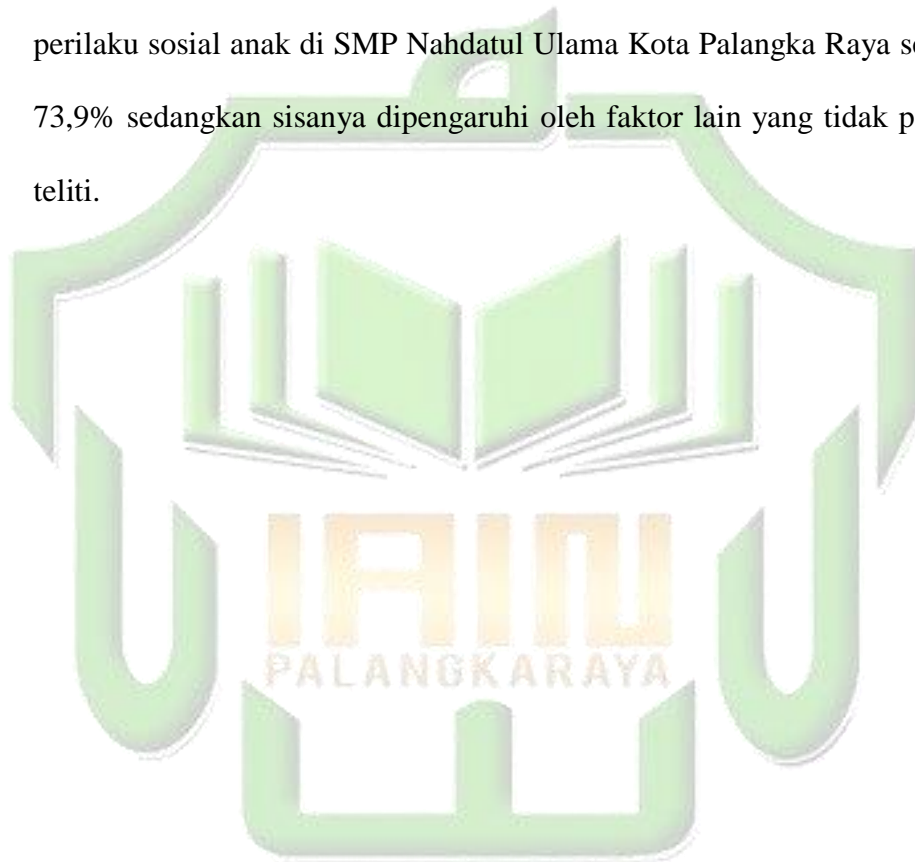 perilaku sosial anak di SMP Nahdatul Ulama Kota Palangka Raya
73,9% sedangkan sisanya dipengaruhi oleh faktor lain yang tidak
teliti.
IAIN
PALANGKARAYA